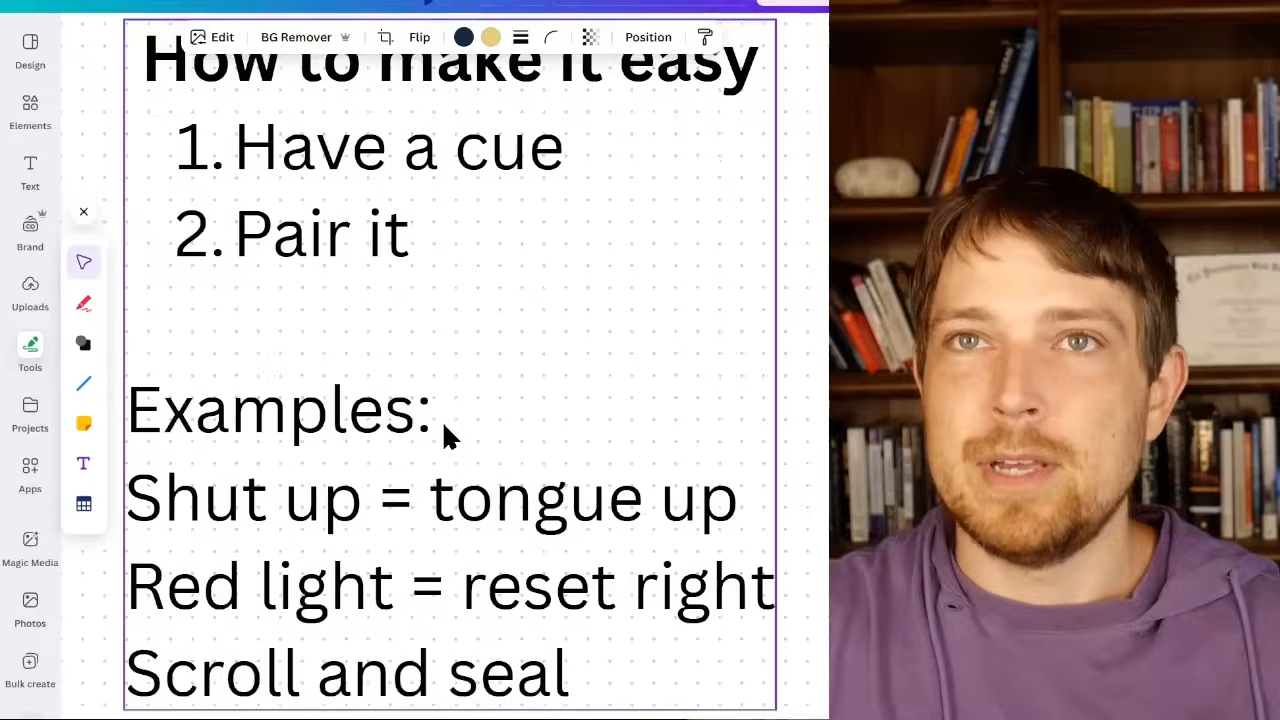 Edit
BG Remover
Flip
Position
How to make it easy
1. Have a cue
2. Pair it
Examples:
Shut up = tongue up
Red light = reset right
Scroll and seal
Design
Elements
Text
Brand
Uploads
Tools
Projects
Apps
Magic Media
Photos
Bulk create
T
T